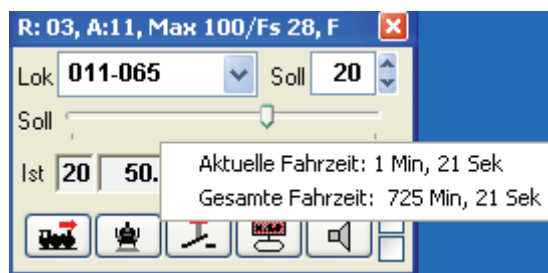 R: 03, A:11, Max 100/Fs 28, F
Lok 011-065 Soll 20
Soll
Ist 20 50.
Aktuelle Fahrzeit: 1 Min, 21 Sek
Gesamte Fahrzeit: 725 Min, 21 Sek